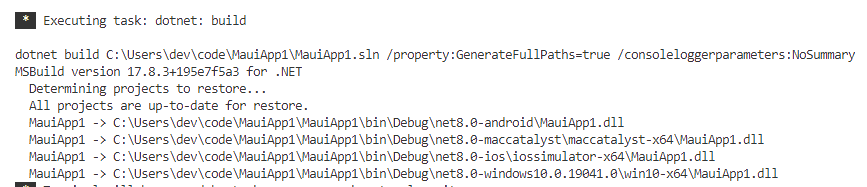 * Executing task: dotnet: build
dotnet build C:\Users\dev\code\MauiApp1\MauiApp1.sln /property:GenerateFullPaths=true /consoleloggerparameters:NoSummary
MSBuild version 17.8.3+195e7f5a3 for .NET
Determining projects to restore...
All projects are up-to-date for restore.
MauiApp1 -> C:\Users\dev\code\MauiApp1\MauiApp1\bin\Debug\net8.0-android\MauiApp1.dll
MauiApp1 -> C:\Users\dev\code\MauiApp1\MauiApp1\bin\Debug\net8.0-maccatalyst\maccatalyst-x64\MauiApp1.dll
MauiApp1 -> C:\Users\dev\code\MauiApp1\MauiApp1\bin\Debug\net8.0-ios\iossimulator-x64\MauiApp1.dll
MauiApp1 -> C:\Users\dev\code\MauiApp1\MauiApp1\bin\Debug\net8.0-windows10.0.19041.0\win10-x64\MauiApp1.dll